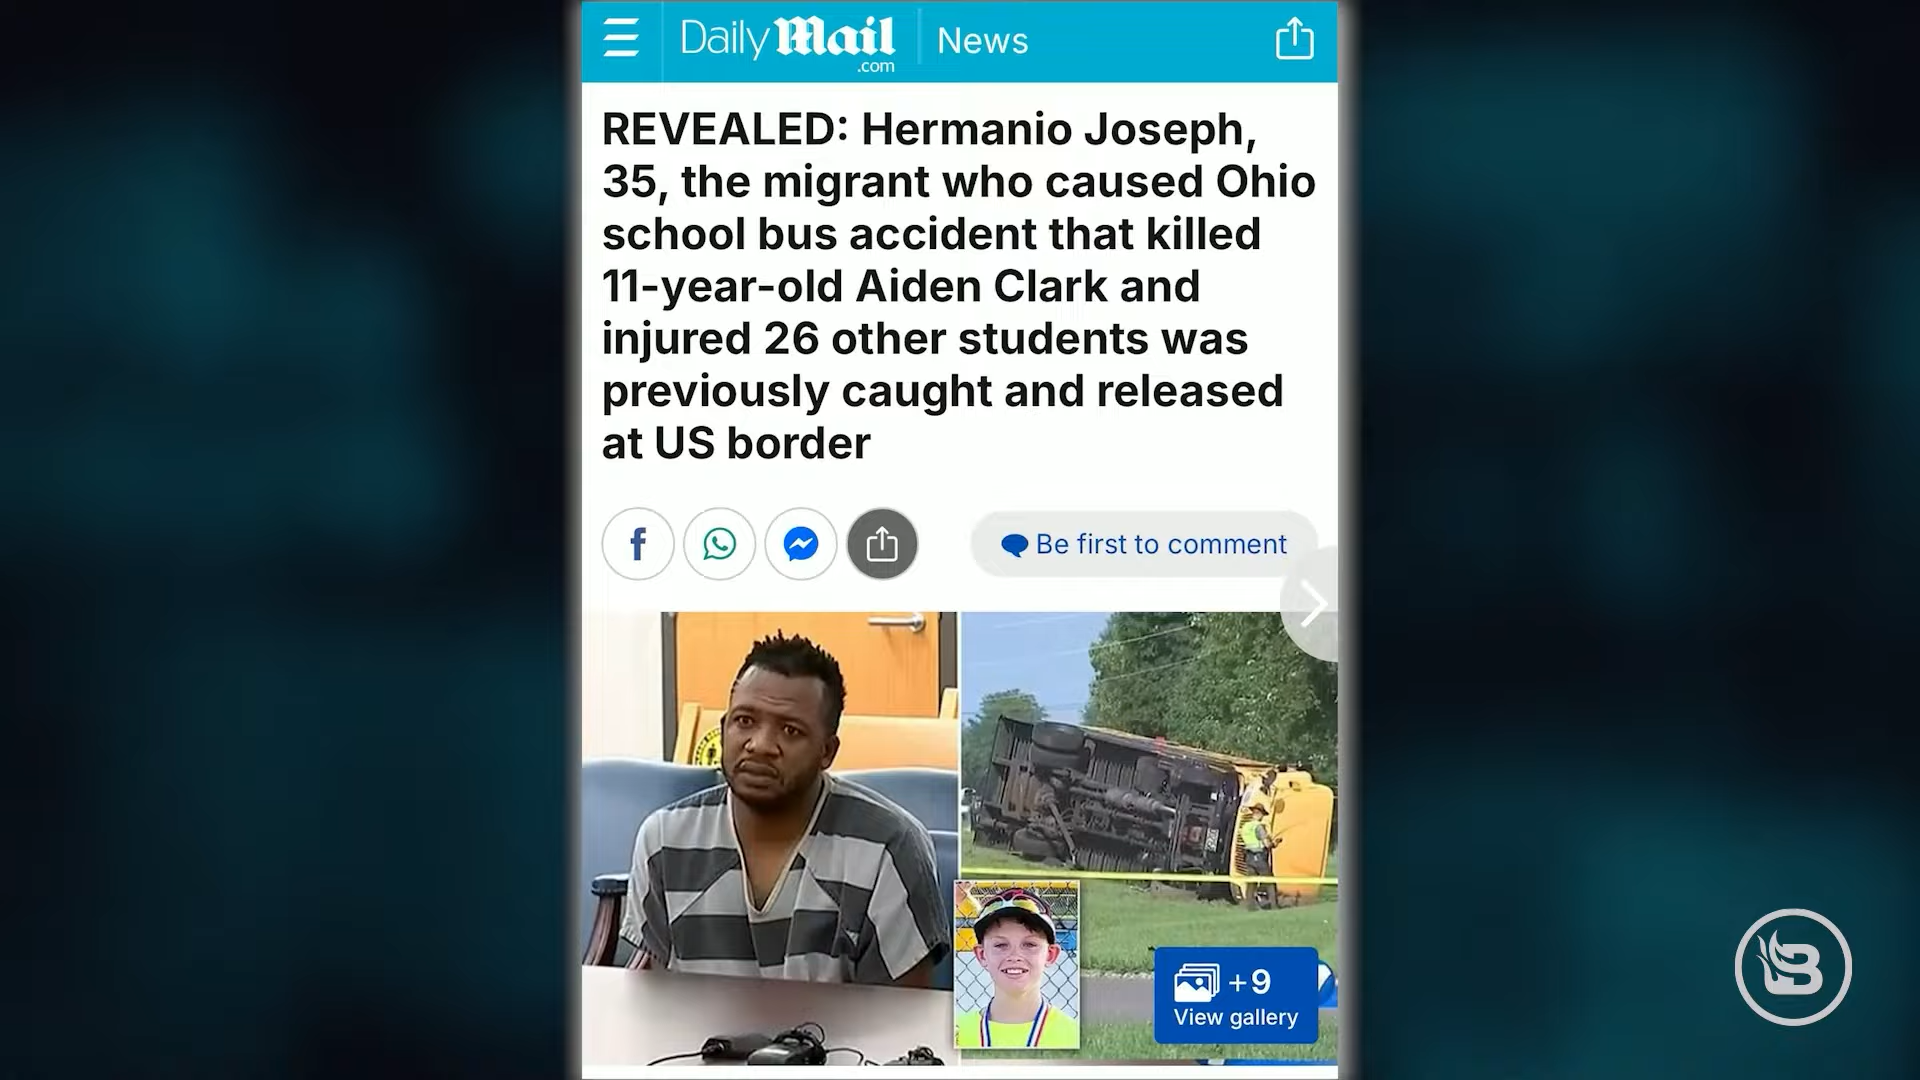 Daily Mail
.com
News
REVEALED: Hermanio Joseph,
35, the migrant who caused Ohio
school bus accident that killed
11-year-old Aiden Clark and
injured 26 other students was
previously caught and released
at US border
Be first to comment
+9
View gallery
B